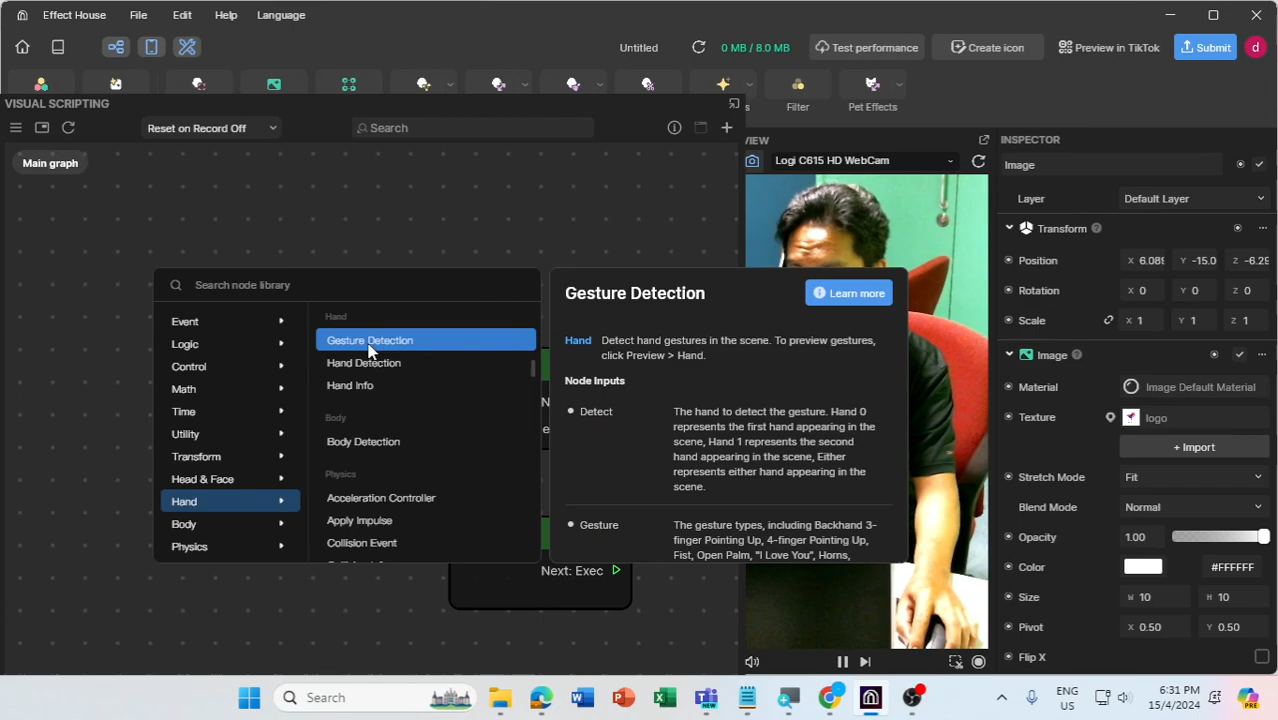 Effect House File Edit Help Language
Untitled 0 MB / 8.0 MB Test performance Create icon Preview in TikTok Submit d
Filter Pet Effects
VISUAL SCRIPTING
Reset on Record Off Search
Main graph
Search node library
Event
Logic
Control
Math
Time
Utility
Transform
Head & Face
Hand
Body
Physics
Hand
Gesture Detection
Hand Detection
Hand Info
Body
Body Detection
Physics
Acceleration Controller
Apply Impulse
Collision Event
Gesture Detection Learn more
Hand Detect hand gestures in the scene. To preview gestures,
click Preview > Hand.
Node Inputs
Detect The hand to detect the gesture. Hand 0
represents the first hand appearing in the
scene, Hand 1 represents the second
hand appearing in the scene, Either
represents either hand appearing in the
scene.
Gesture The gesture types, including Backhand 3-
finger Pointing Up, 4-finger Pointing Up,
Fist, Open Palm, "I Love You", Horns,
Next: Exec
VIEW
Logi C615 HD WebCam
INSPECTOR
Image
Layer Default Layer
Transform
Position X 6.089 Y -15.0 Z -6.29
Rotation X 0 Y 0 Z 0
Scale X 1 Y 1 Z 1
Image
Material Image Default Material
Texture logo
+ Import
Stretch Mode Fit
Blend Mode Normal
Opacity 1.00
Color #FFFFFF
Size W 10 H 10
Pivot X 0.50 Y 0.50
Flip X
Search
ENG
US
6:31 PM
15/4/2024
PRE